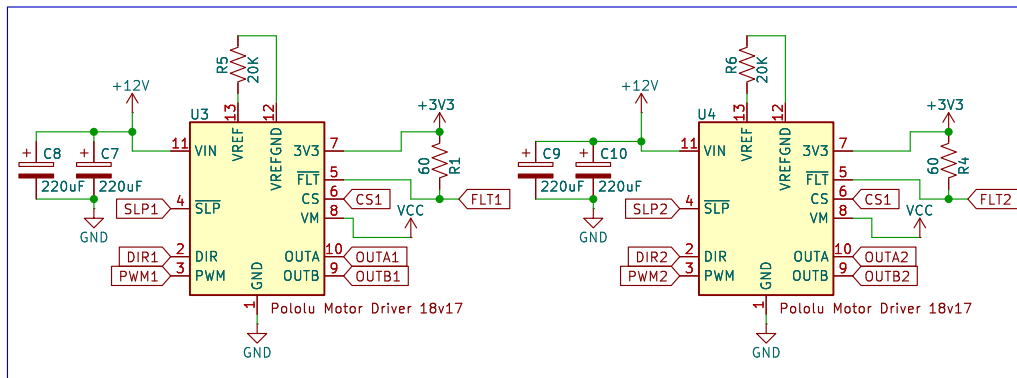 R5
20K
+12V
13
12
U3
VREF
VREFGND
+3V3
C8
C7
220uF
220uF
11
VIN
3V3
7
60
R1
FLT
5
SLP1
4
SLP
CS
6
CS1
FLT1
GND
VM
8
VCC
DIR1
2
DIR
OUTA
10
OUTA1
PWM1
3
PWM
OUTB
9
OUTB1
GND
1
Pololu Motor Driver 18v17
GND
R6
20K
+12V
13
12
U4
VREF
VREFGND
+3V3
C9
C10
220uF
220uF
11
VIN
3V3
7
60
R4
FLT
5
SLP2
4
SLP
CS
6
CS1
FLT2
GND
VM
8
VCC
DIR2
2
DIR
OUTA
10
OUTA2
PWM2
3
PWM
OUTB
9
OUTB2
GND
1
Pololu Motor Driver 18v17
GND